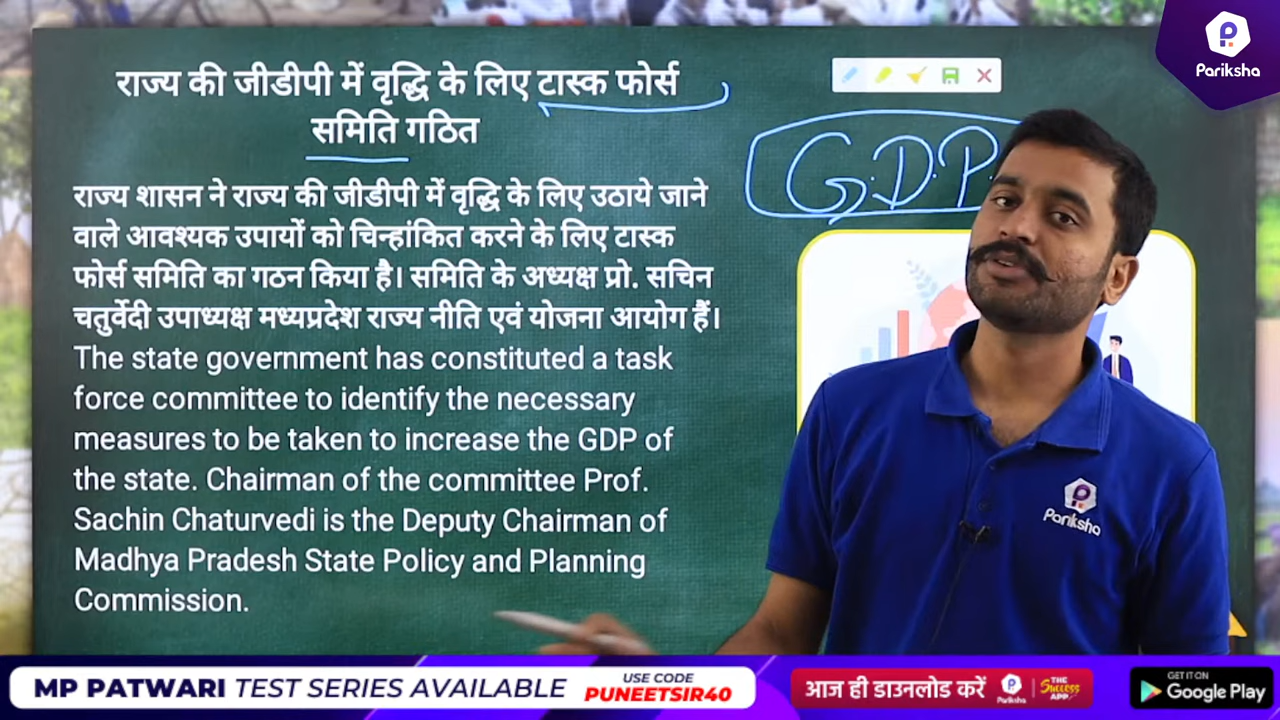 राज्य की जीडीपी में वृद्धि के लिए टास्क फोर्स
समिति गठित
राज्य शासन ने राज्य की जीडीपी में वृद्धि के लिए उठाये जाने
वाले आवश्यक उपायों को चिन्हांकित करने के लिए टास्क
फोर्स समिति का गठन किया है। समिति के अध्यक्ष प्रो. सचिन
चतुर्वेदी उपाध्यक्ष मध्यप्रदेश राज्य नीति एवं योजना आयोग हैं।
The state government has constituted a task
force committee to identify the necessary
measures to be taken to increase the GDP of
the state. Chairman of the committee Prof.
Sachin Chaturvedi is the Deputy Chairman of
Madhya Pradesh State Policy and Planning
Commission.
G.D.P.
Pariksha
Pariksha
MP PATWARI TEST SERIES AVAILABLE
USE CODE
PUNEETSIR40
आज ही डाउनलोड करें
Pariksha
THE
Success
APP
GET IT ON
Google Play